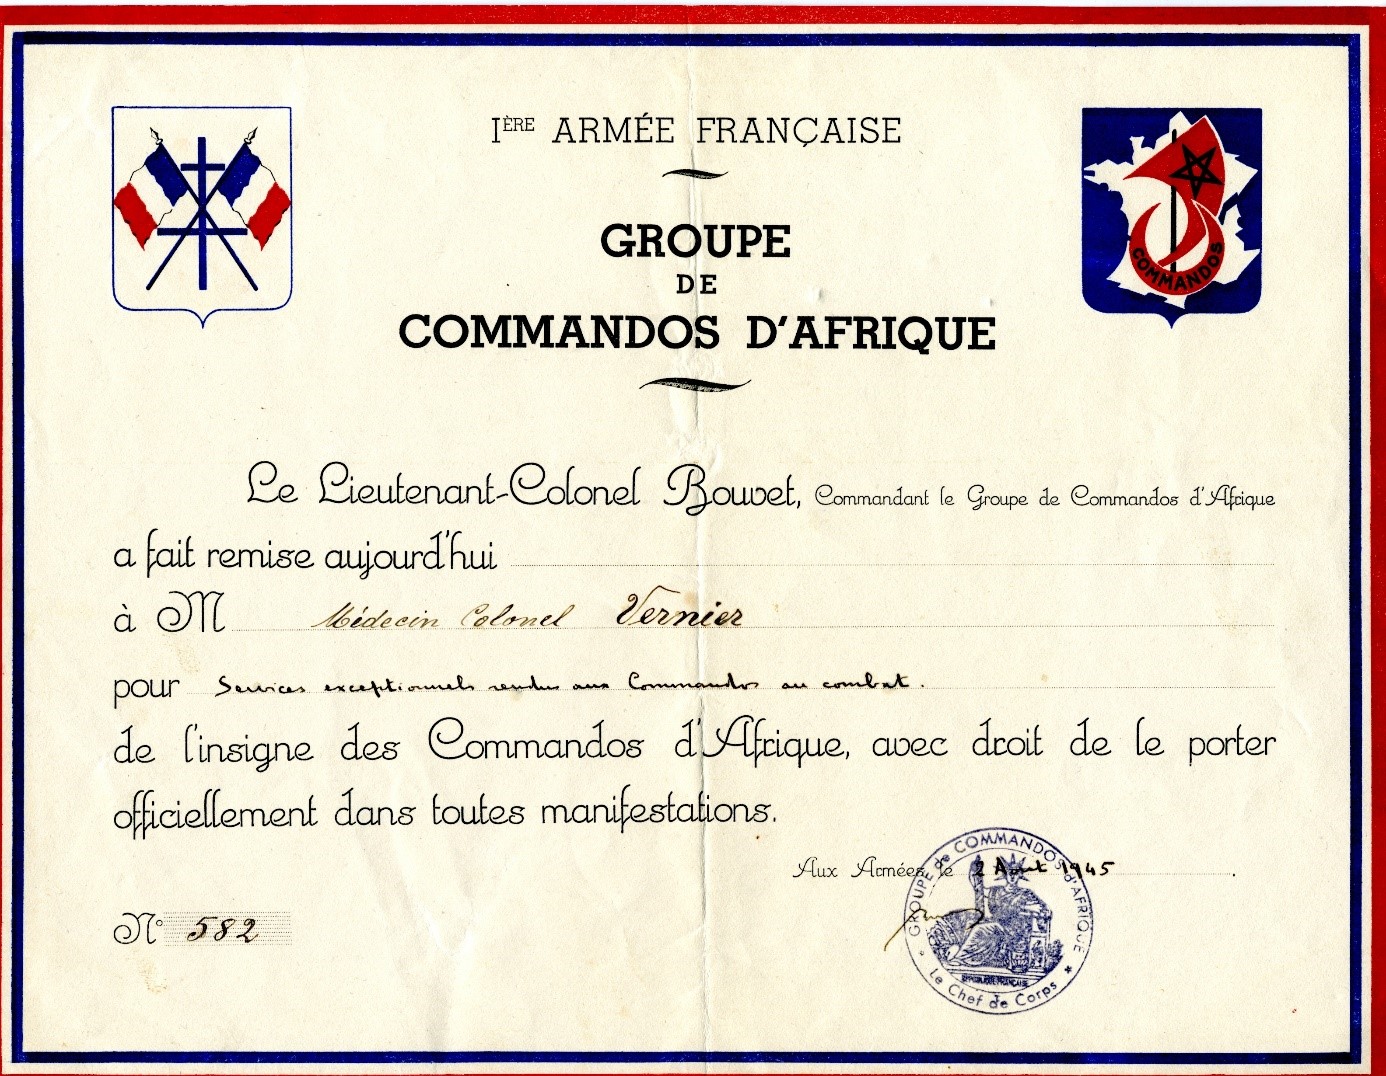 IÈRE ARMÉE FRANÇAISE
GROUPE
DE
COMMANDOS D'AFRIQUE
COMMANDOS
Le Lieutenant-Colonel Bouvet, Commandant le Groupe de Commandos d'Afrique
a fait remise aujourd'hui
à M Médecin Colonel Vernier
pour Services exceptionnels rendus aux Commandos au combat.
de l'insigne des Commandos d'Afrique, avec droit de le porter
officiellement dans toutes manifestations.
Aux Armées, le 2 Aout 1945
N° 582
GROUPE de COMMANDOS d'AFRIQUE
RÉPUBLIQUE FRANÇAISE
* Le Chef de Corps *